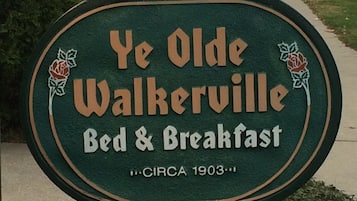 Ye Olde
Walkerville
Bed & Breakfast
CIRCA 1903